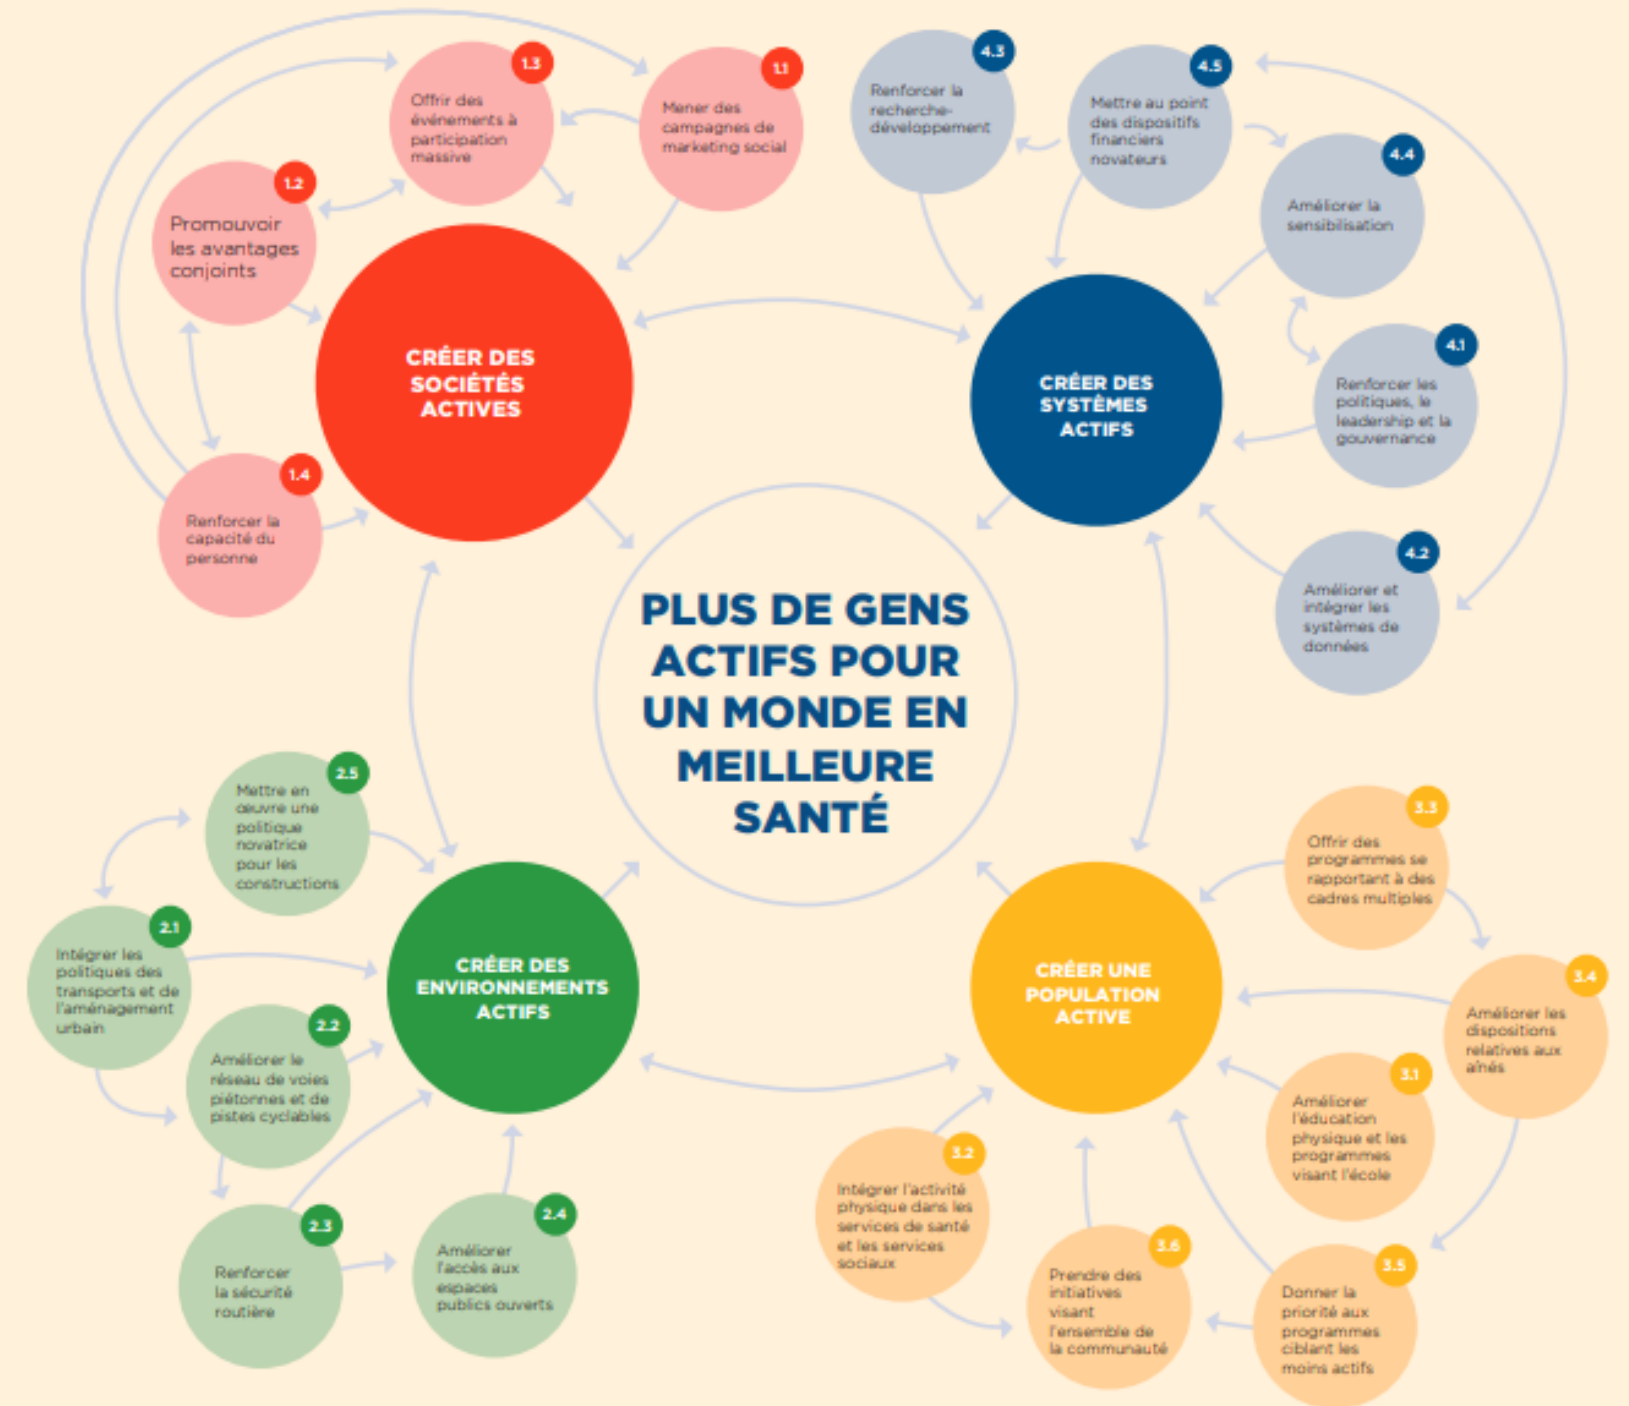 1.3
Offrir des
événements à
participation
massive
1.1
Mener des
campagnes de
marketing social
1.2
Promouvoir
les avantages
conjoints
CRÉER DES
SOCIÉTÉS
ACTIVES
1.4
Renforcer la
capacité du
personne
4.3
Renforcer la
recherche-
développement
4.5
Mettre au point
des dispositifs
financiers
novateurs
4.4
Améliorer la
sensibilisation
CRÉER DES
SYSTÈMES
ACTIFS
4.1
Renforcer les
politiques, le
leadership et la
gouvernance
4.2
Améliorer et
intégrer les
systèmes de
données
PLUS DE GENS
ACTIFS POUR
UN MONDE EN
MEILLEURE
SANTÉ
2.5
Mettre en
œuvre une
politique
novatrice
pour les
constructions
2.1
Intégrer les
politiques des
transports et de
l'aménagement
urbain
CRÉER DES
ENVIRONNEMENTS
ACTIFS
2.2
Améliorer le
réseau de voies
piétonnes et de
pistes cyclables
2.3
Renforcer
la sécurité
routière
2.4
Améliorer
l'accès aux
espaces
publics ouverts
3.3
Offrir des
programmes se
rapportant à des
cadres multiples
CRÉER UNE
POPULATION
ACTIVE
3.4
Améliorer les
dispositions
relatives aux
aînés
3.1
Améliorer
l'éducation
physique et les
programmes
visant l'école
3.2
Intégrer l'activité
physique dans les
services de santé
et les services
sociaux
3.6
Prendre des
initiatives
visant
l'ensemble de
la communauté
3.5
Donner la
priorité aux
programmes
ciblant les
moins actifs